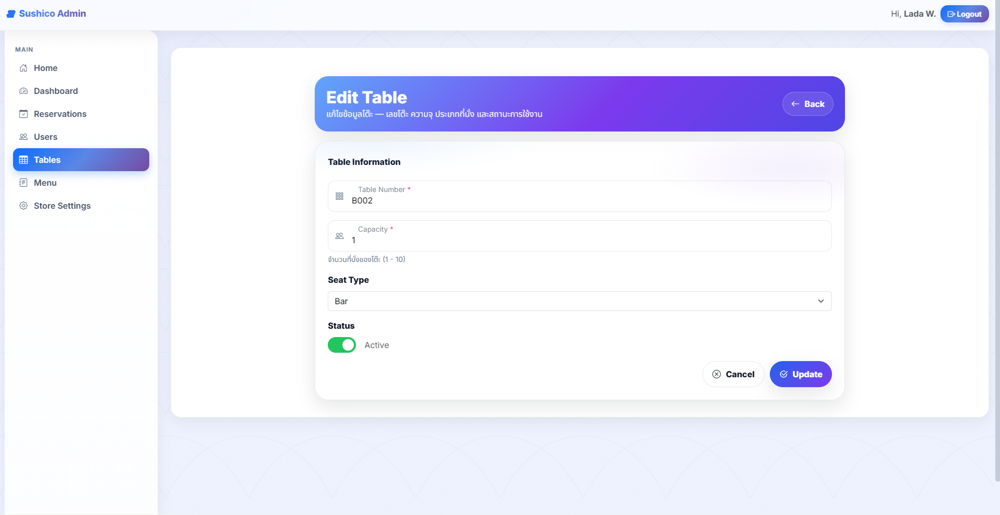 Sushico Admin
Hi, Lada W.
Logout
MAIN
Home
Dashboard
Reservations
Users
Tables
Menu
Store Settings
Edit Table
แก้ไขข้อมูลโต๊ะ — เลขโต๊ะ ความจุ ประเภทที่นั่ง และสถานะการใช้งาน
Back
Table Information
Table Number *
B002
Capacity *
1
จำนวนที่นั่งของโต๊ะ (1 - 10)
Seat Type
Bar
Status
Active
Cancel
Update